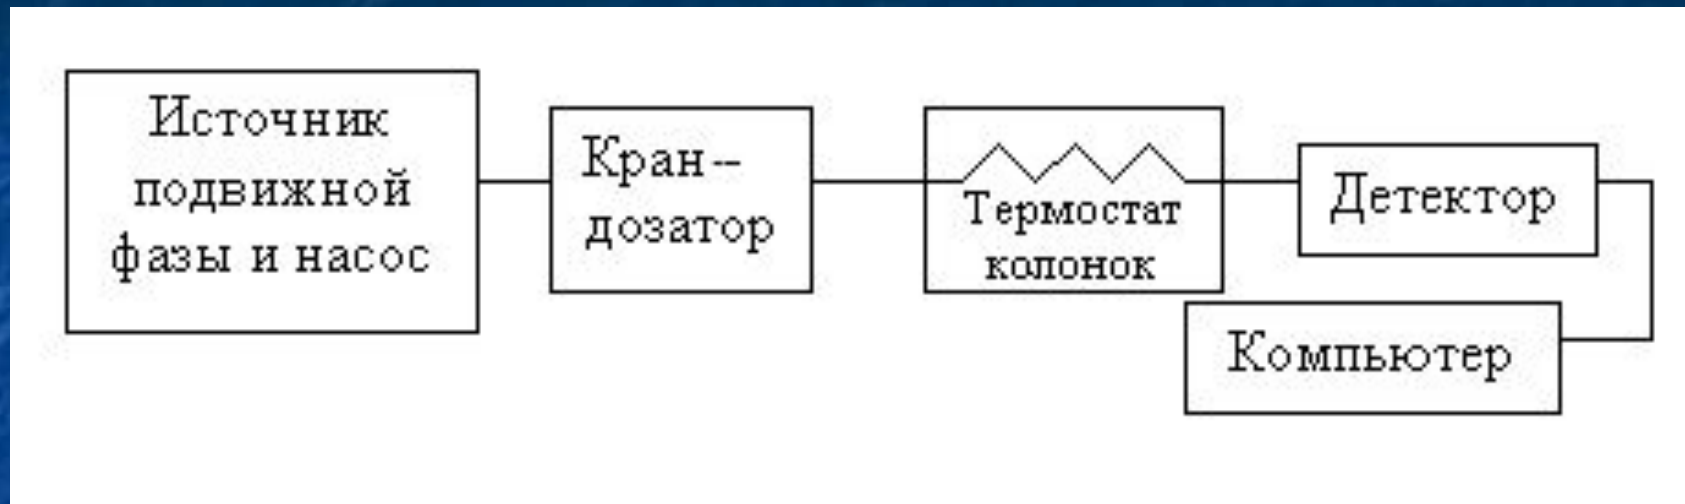 Источник
подвижной
фазы и насос
Кран--
дозатор
Термостат
колонок
Детектор
Компьютер